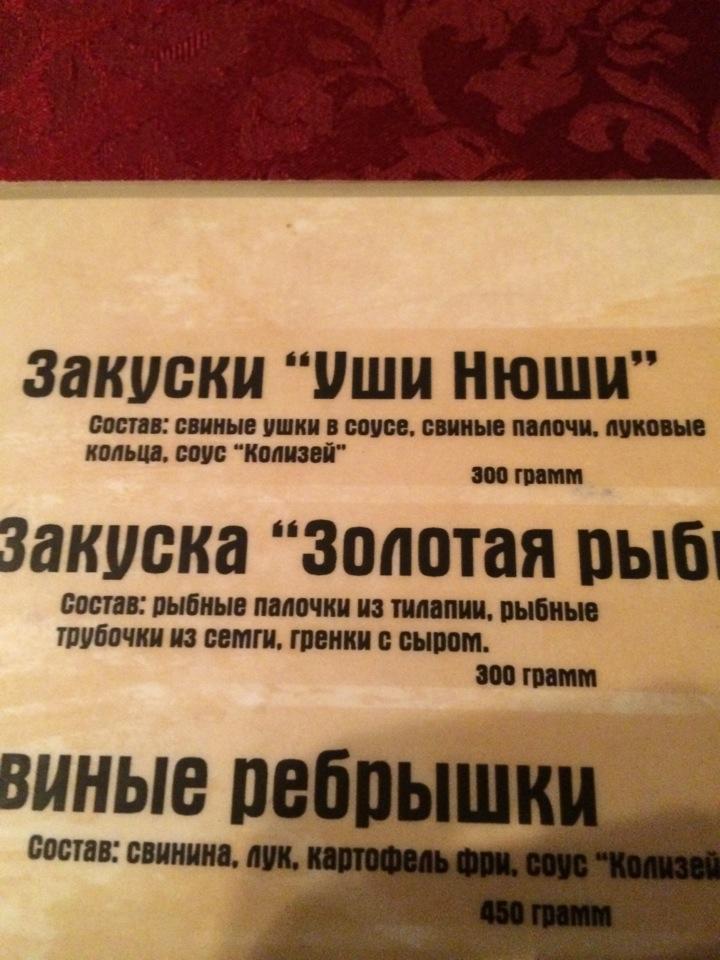 Закуски “Уши Нюши”
Состав: свиные ушки в соусе, свиные палочи, луковые
кольца, соус "Колизей"
300 грамм
Закуска “Золотая рыб
Состав: рыбные палочки из тилапии, рыбные
трубочки из семги, гренки с сыром.
300 грамм
виные ребрышки
Состав: свинина, лук, картофель фри, соус "Колизей
450 грамм